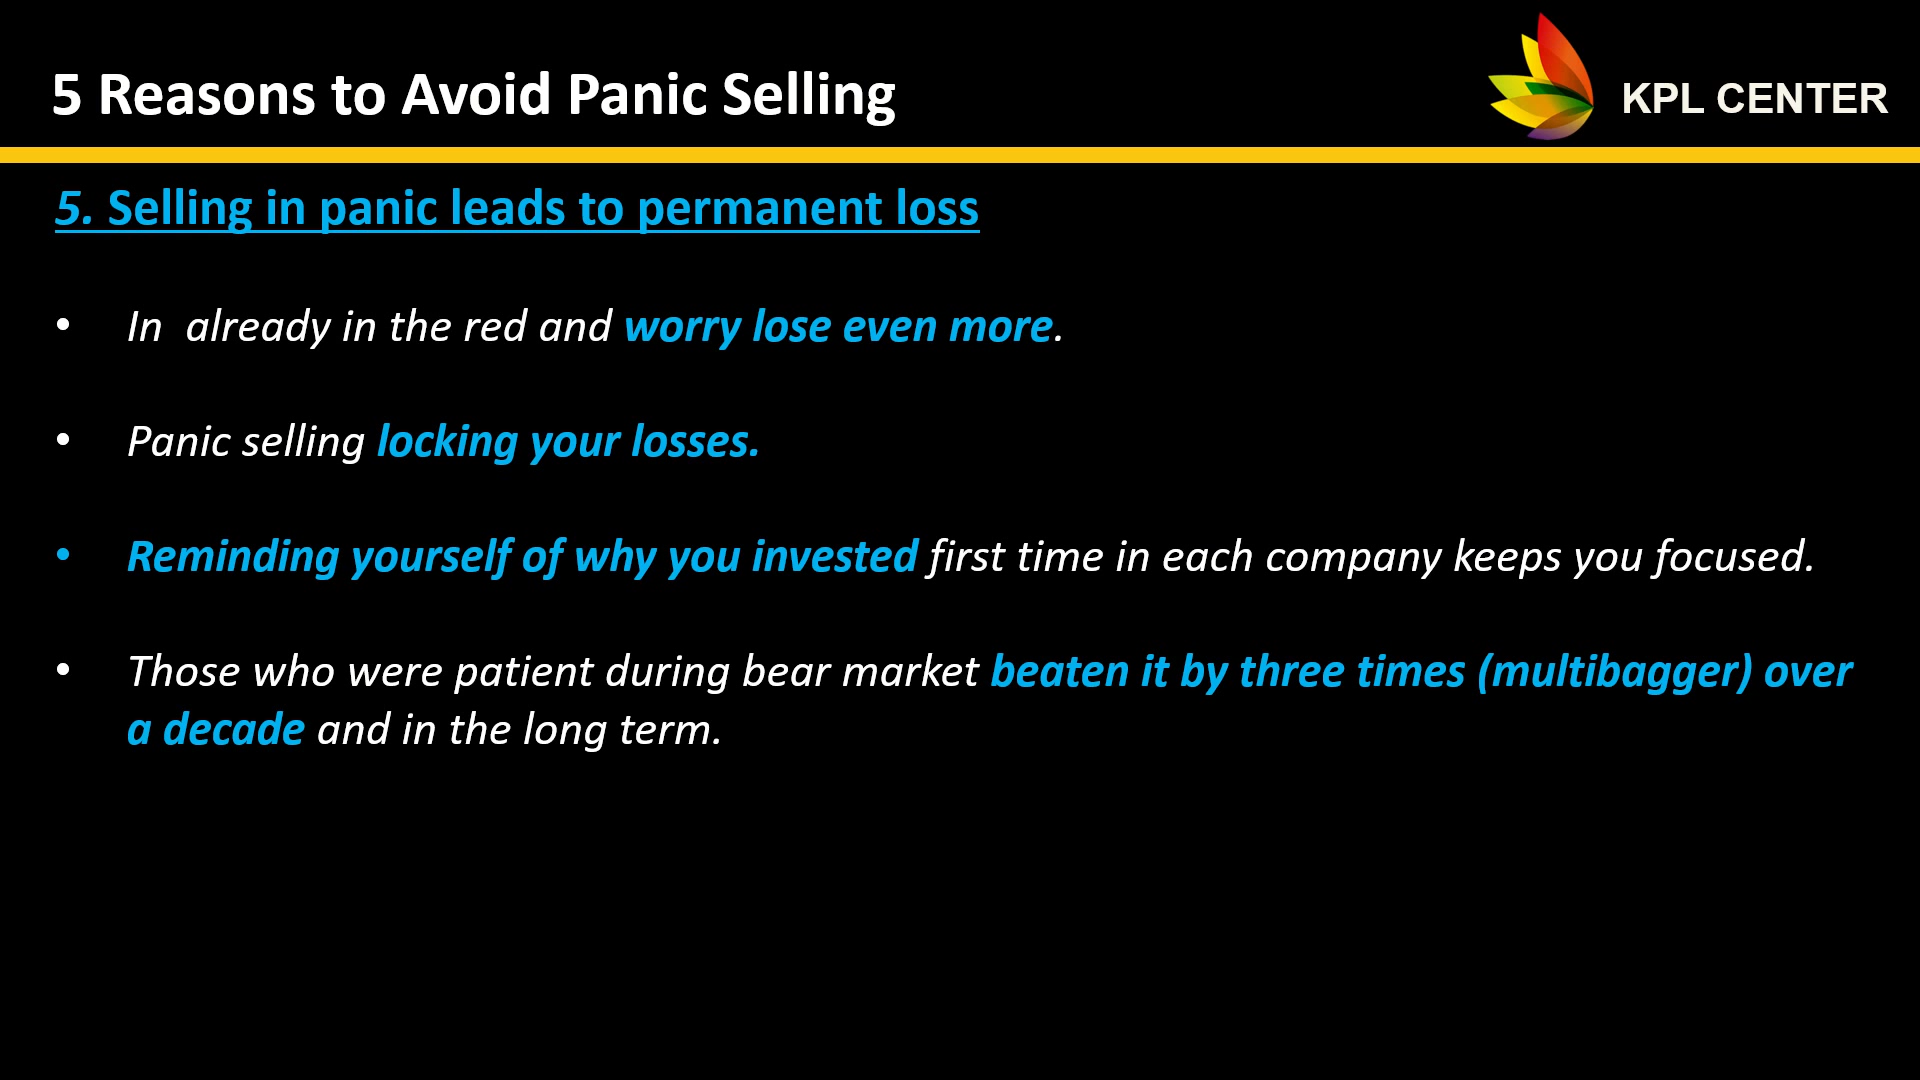 5 Reasons to Avoid Panic Selling
KPL CENTER
5. Selling in panic leads to permanent loss
• In  already in the red and worry lose even more.
• Panic selling locking your losses.
• Reminding yourself of why you invested first time in each company keeps you focused.
• Those who were patient during bear market beaten it by three times (multibagger) over
a decade and in the long term.